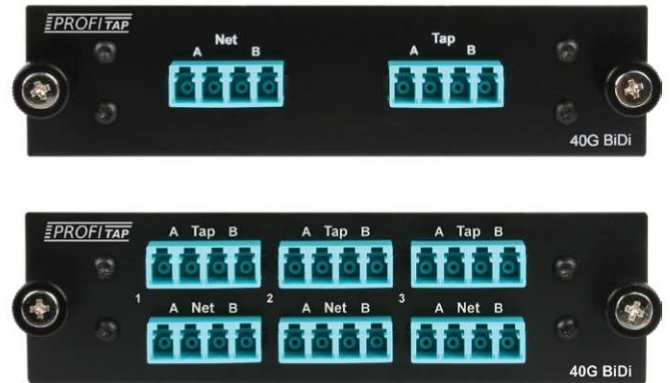 PROFITAP
Net
A B
Tap
A B
40G BiDi
PROFITAP
A Tap B
A Tap B
A Tap B
1
2
3
A Net B
A Net B
A Net B
40G BiDi